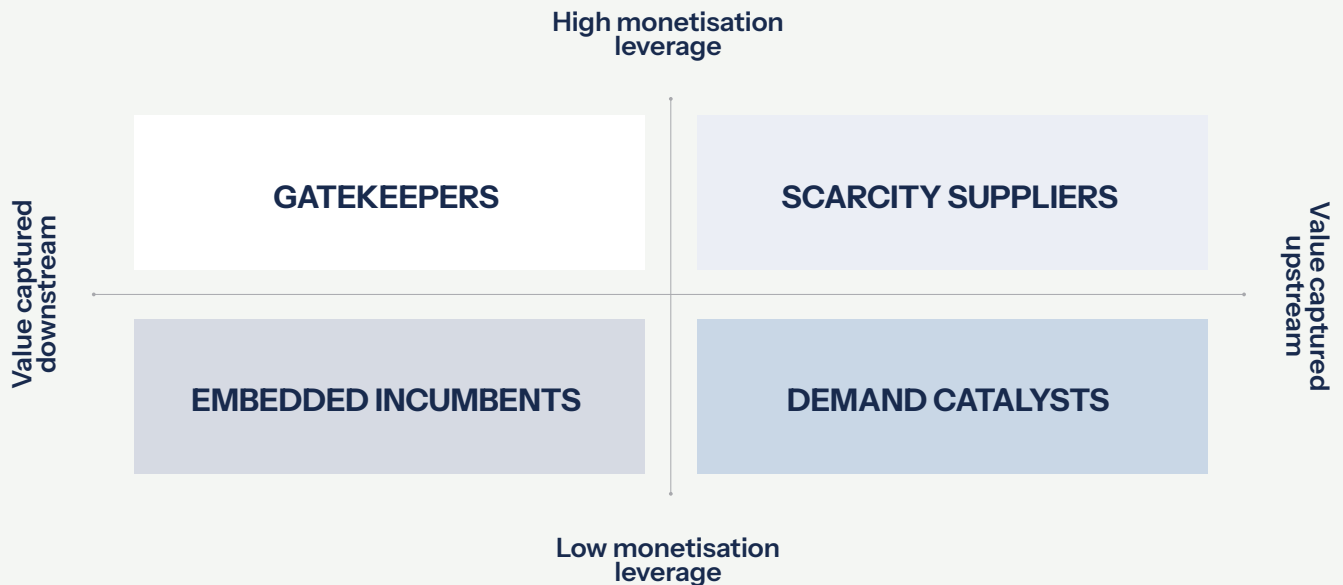 High monetisation
leverage
GATEKEEPERS
SCARCITY SUPPLIERS
Value captured
downstream
Value captured
upstream
EMBEDDED INCUMBENTS
DEMAND CATALYSTS
Low monetisation
leverage